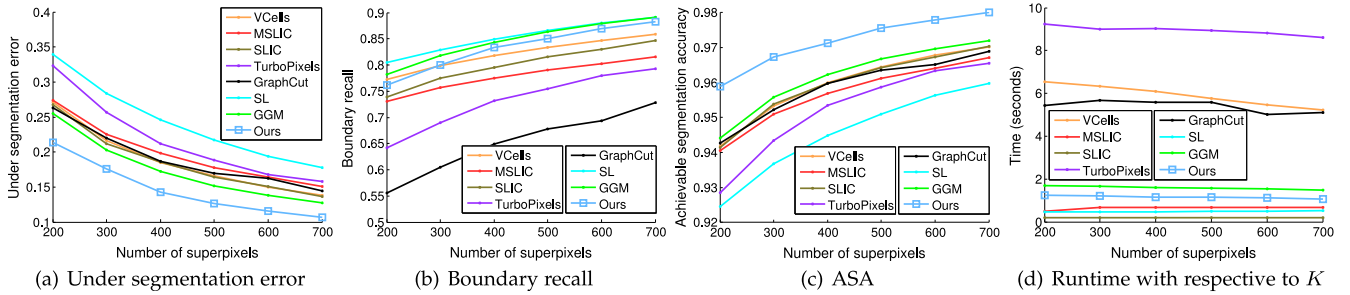 Under segmentation error
0.4
0.35
0.3
0.25
0.2
0.15
0.1
200 300 400 500 600 700
Number of superpixels
VCells
MSLIC
SLIC
TurboPixels
GraphCut
SL
GGM
Ours
(a) Under segmentation error
Boundary recall
0.9
0.85
0.8
0.75
0.7
0.65
0.6
0.55
0.5
200 300 400 500 600 700
Number of superpixels
VCells
MSLIC
SLIC
TurboPixels
GraphCut
SL
GGM
Ours
(b) Boundary recall
Achievable segmentation accuracy
0.98
0.97
0.96
0.95
0.94
0.93
0.92
200 300 400 500 600 700
Number of superpixels
VCells
MSLIC
SLIC
TurboPixels
GraphCut
SL
GGM
Ours
(c) ASA
Time (seconds)
10
8
6
4
2
0
200 300 400 500 600 700
Number of superpixels
VCells
MSLIC
SLIC
TurboPixels
GraphCut
SL
GGM
Ours
(d) Runtime with respective to K